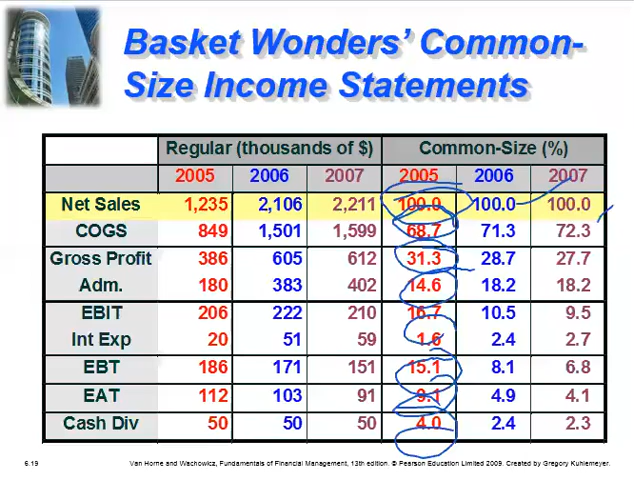 Basket Wonders’ Common-
Size Income Statements
Regular (thousands of $) Common-Size (%)
2005 2006 2007 2005 2006 2007
Net Sales 1,235 2,106 2,211 100.0 100.0 100.0
COGS 849 1,501 1,599 68.7 71.3 72.3
Gross Profit 386 605 612 31.3 28.7 27.7
Adm. 180 383 402 14.6 18.2 18.2
EBIT 206 222 210 16.7 10.5 9.5
Int Exp 20 51 59 1.6 2.4 2.7
EBT 186 171 151 15.1 8.1 6.8
EAT 112 103 91 9.1 4.9 4.1
Cash Div 50 50 50 4.0 2.4 2.3
6.19 Van Horne and Wachowicz, Fundamentals of Financial Management, 13th edition. © Pearson Education Limited 2009. Created by Gregory Kuhlemeyer.